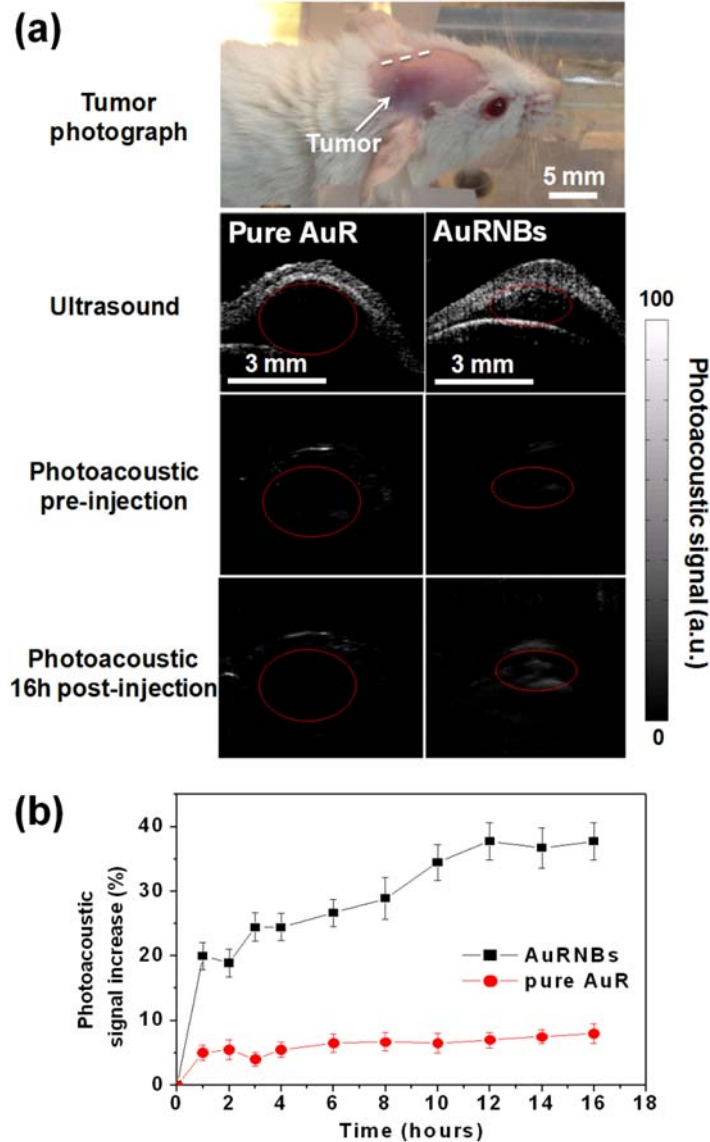 (a)
Tumor
photograph
Tumor
5 mm
Pure AuR
AuRNBs
Ultrasound
3 mm
3 mm
100
Photoacoustic signal (a.u.)
0
Photoacoustic
pre-injection
Photoacoustic
16h post-injection
(b)
Photoacoustic
signal increase (%)
40
30
20
10
0
AuRNBs
pure AuR
0 2 4 6 8 10 12 14 16 18
Time (hours)